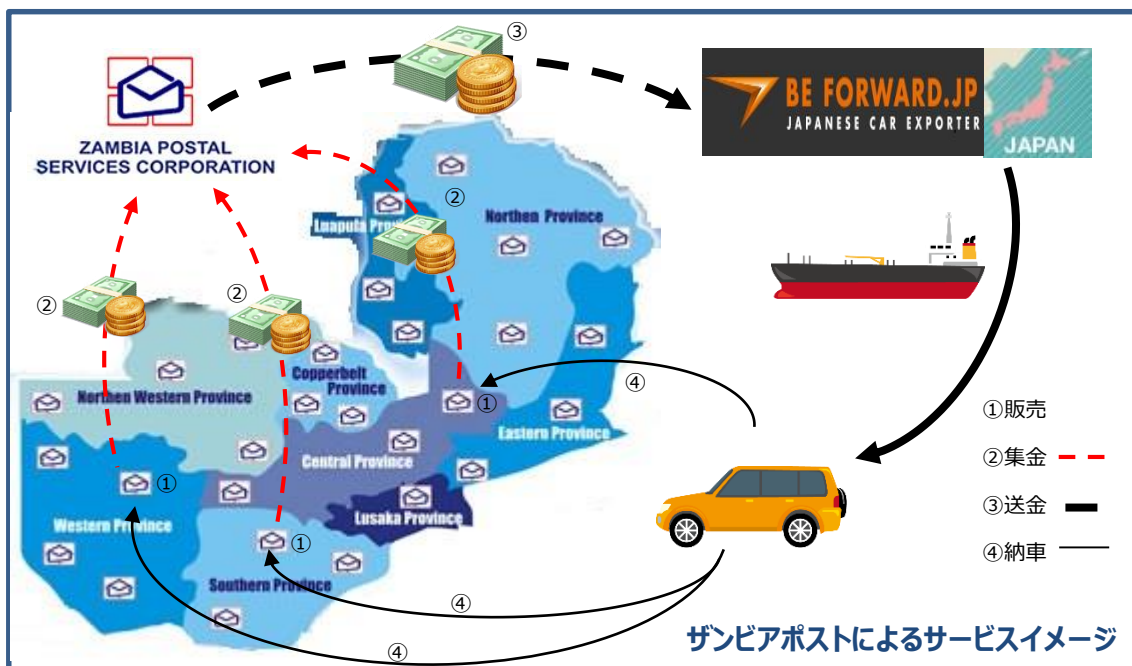 ③
ZAMBIA POSTAL
SERVICES CORPORATION
BE FORWARD.JP
JAPANESE CAR EXPORTER
JAPAN
②
Luapula Province
Northen Province
②
②
Copperbelt
Province
Northen Western Province
①
④
①販売
Eastern Province
Central Province
②集金
①
Lusaka Province
③送金
Western Province
①
④納車
Southern Province
④
④
ザンビアポストによるサービスイメージ